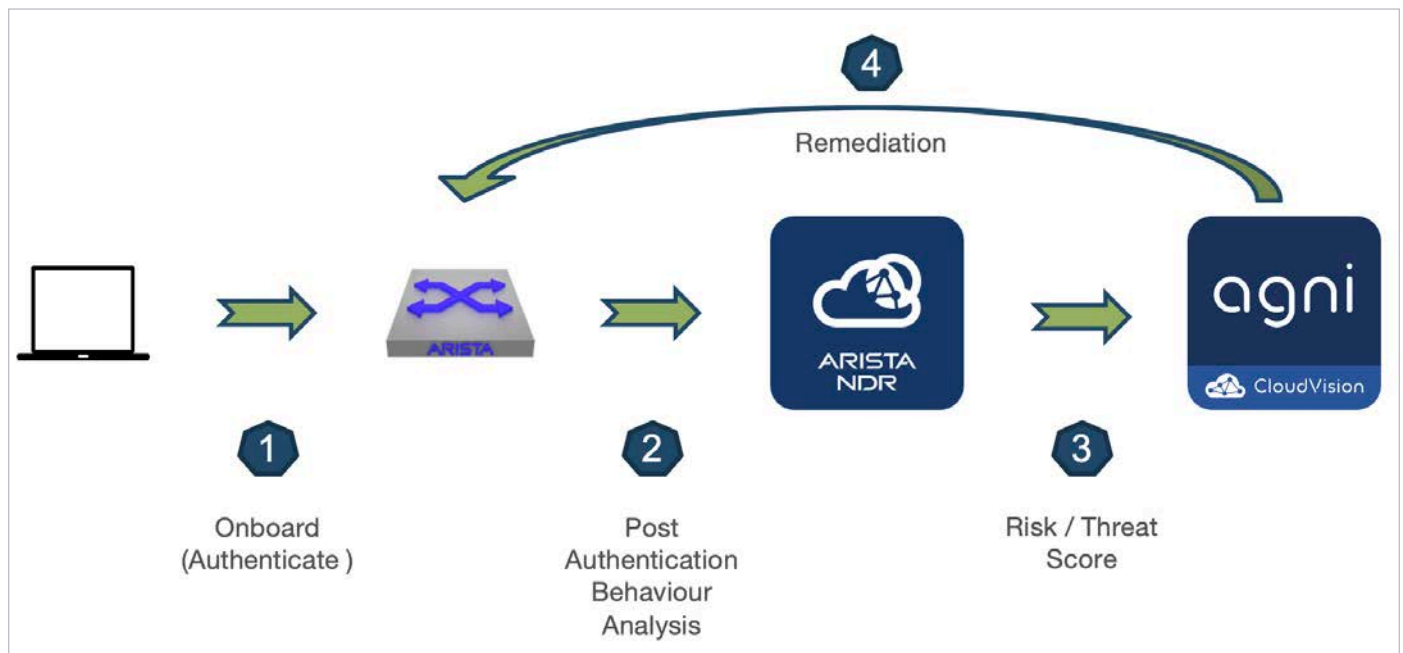 4
Remediation
ARISTA
ARISTA
NDR
agni
CloudVision
1
2
3
Onboard
(Authenticate )
Post
Authentication
Behaviour
Analysis
Risk / Threat
Score